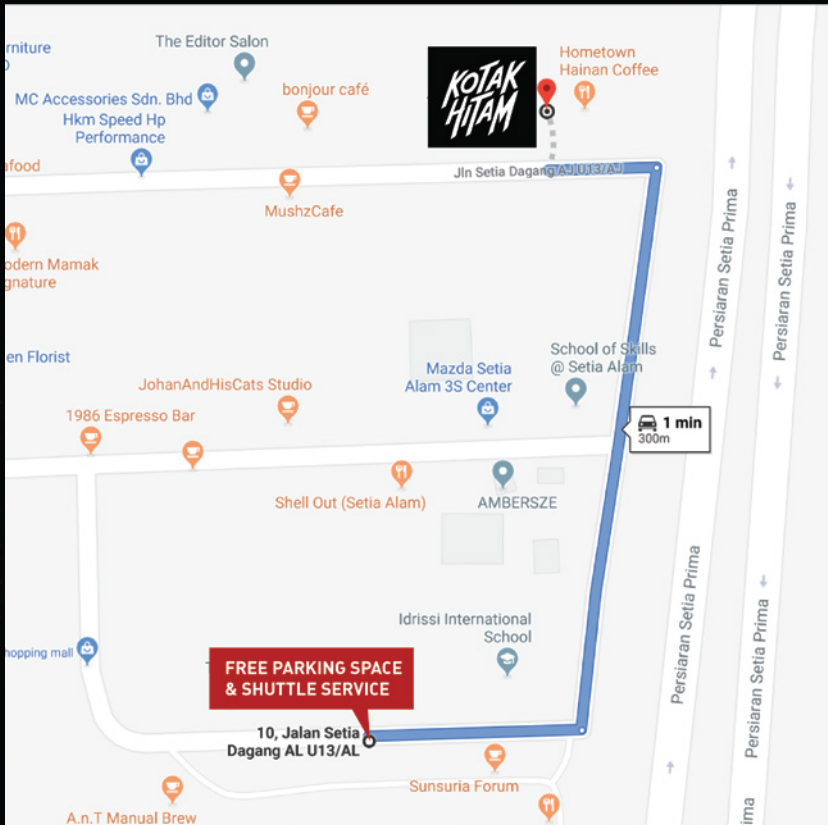 rniture
The Editor Salon
KOTAK
HITAM
Hometown
Hainan Coffee
MC Accessories Sdn. Bhd
bonjour café
Hkm Speed Hp
Performance
afood
Jln Setia Dagang AJ U13/AJ
MushzCafe
odern Mamak
gnature
Persiaran Setia Prima
Persiaran Setia Prima
en Florist
School of Skills
@ Setia Alam
Mazda Setia
Alam 3S Center
JohanAndHisCats Studio
1986 Espresso Bar
1 min
300m
Shell Out (Setia Alam)
AMBERSZE
Idrissi International
School
Persiaran Setia Prima
Persiaran Setia Prima
hopping mall
FREE PARKING SPACE
& SHUTTLE SERVICE
10, Jalan Setia
Dagang AL U13/AL
Sunsuria Forum
A.n.T Manual Brew
ima